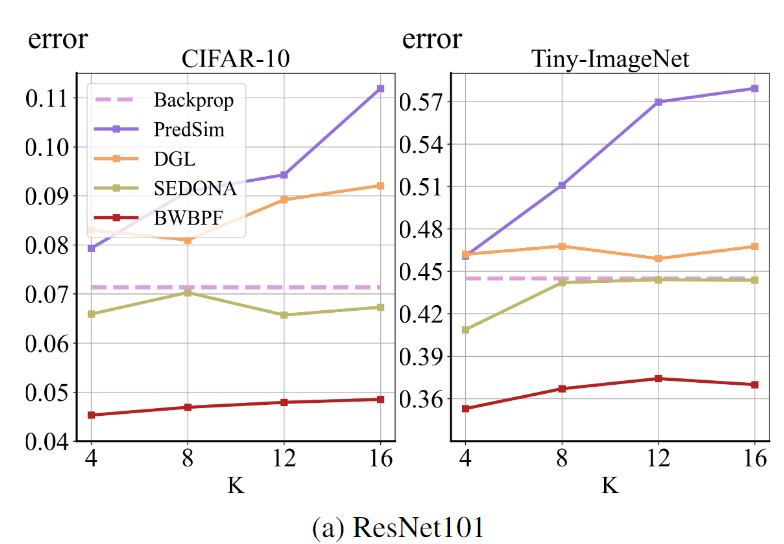 error
CIFAR-10
0.11
0.10
0.09
0.08
0.07
0.06
0.05
0.04
Backprop
PredSim
DGL
SEDONA
BWBPF
4 8 12 16
K
error
Tiny-ImageNet
0.57
0.54
0.51
0.48
0.45
0.42
0.39
0.36
4 8 12 16
K
(a) ResNet101